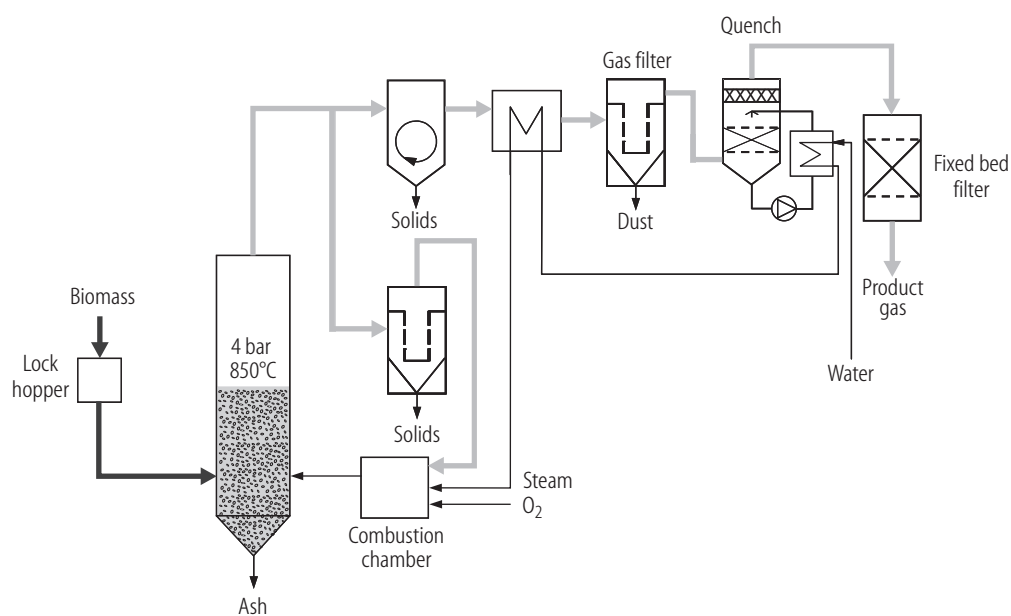 Quench
Gas filter
Fixed bed
filter
Solids
Dust
Product
gas
Biomass
4 bar
850°C
Lock
hopper
Water
Solids
Steam
O₂
Combustion
chamber
Ash